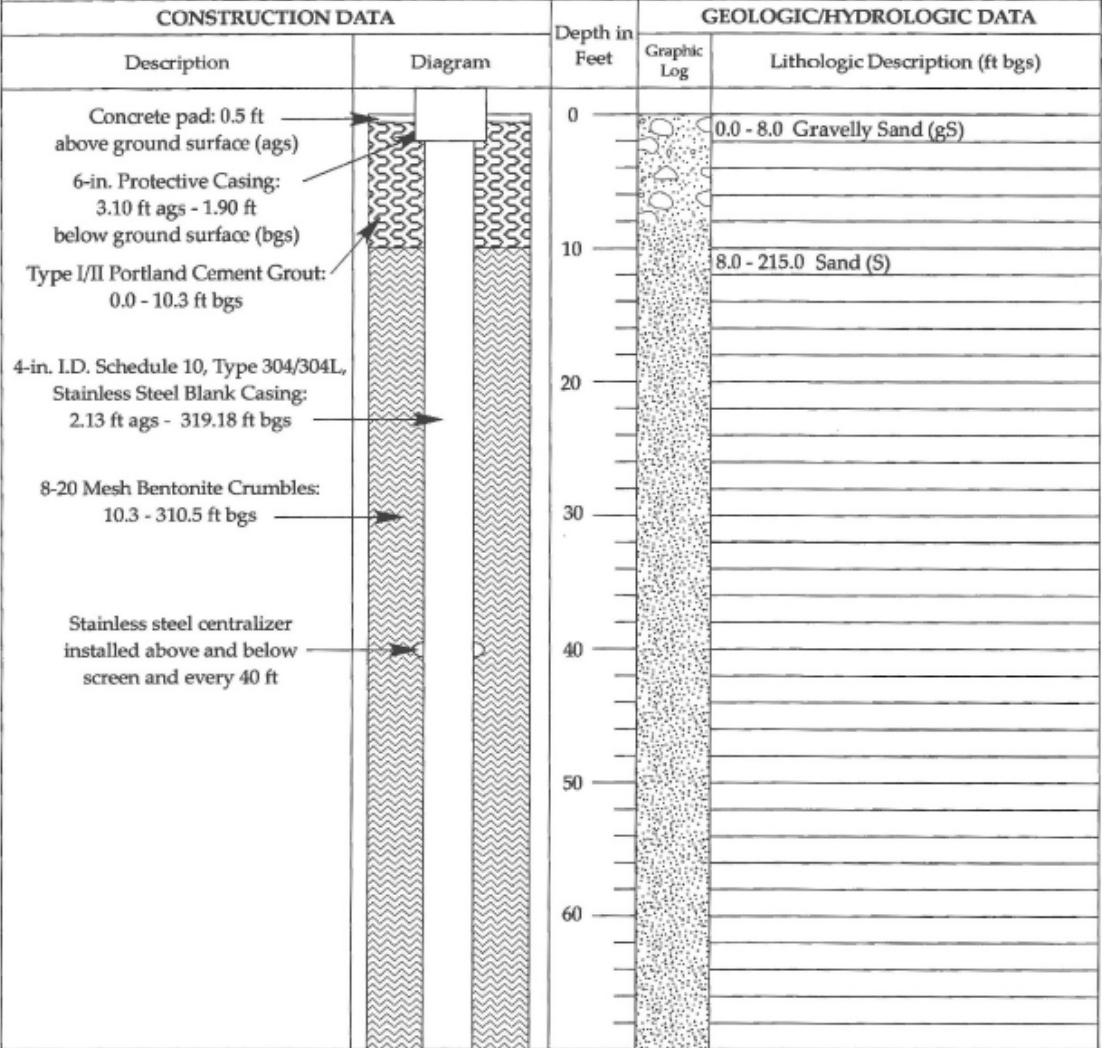 CONSTRUCTION DATA
Depth in
Feet
GEOLOGIC/HYDROLOGIC DATA
Description
Diagram
Graphic
Log
Lithologic Description (ft bgs)
Concrete pad: 0.5 ft
above ground surface (ags)
6-in. Protective Casing:
3.10 ft ags - 1.90 ft
below ground surface (bgs)
Type I/II Portland Cement Grout:
0.0 - 10.3 ft bgs
4-in. I.D. Schedule 10, Type 304/304L,
Stainless Steel Blank Casing:
2.13 ft ags - 319.18 ft bgs
8-20 Mesh Bentonite Crumbles:
10.3 - 310.5 ft bgs
Stainless steel centralizer
installed above and below
screen and every 40 ft
0
10
20
30
40
50
60
0.0 - 8.0 Gravelly Sand (gS)
8.0 - 215.0 Sand (S)